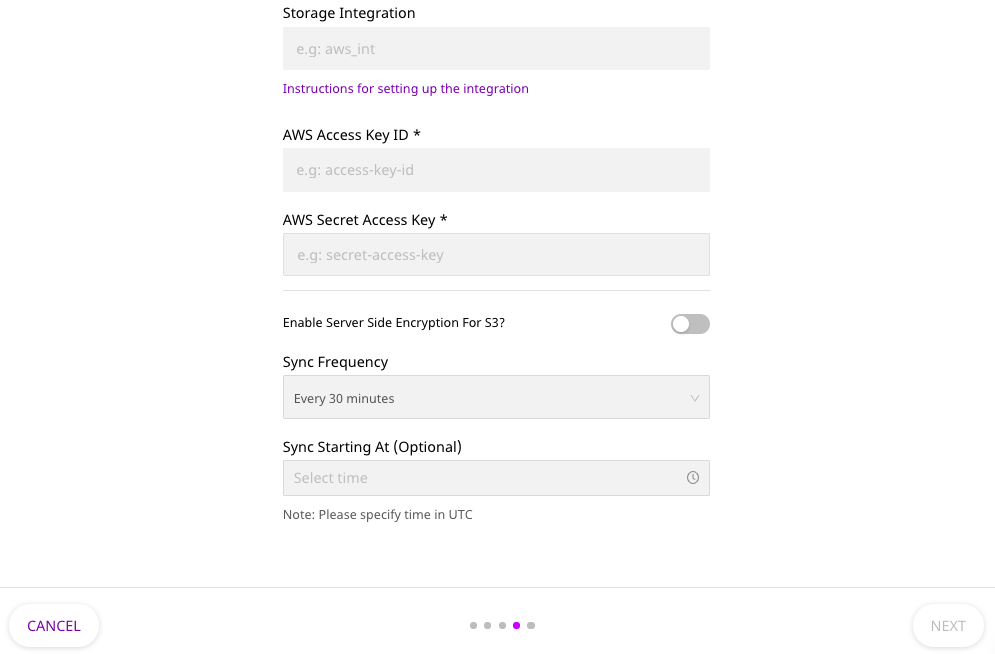 Storage Integration
e.g: aws_int
Instructions for setting up the integration
AWS Access Key ID *
e.g: access-key-id
AWS Secret Access Key *
e.g: secret-access-key
Enable Server Side Encryption For S3?
Sync Frequency
Every 30 minutes
Sync Starting At (Optional)
Select time
Note: Please specify time in UTC
CANCEL
NEXT